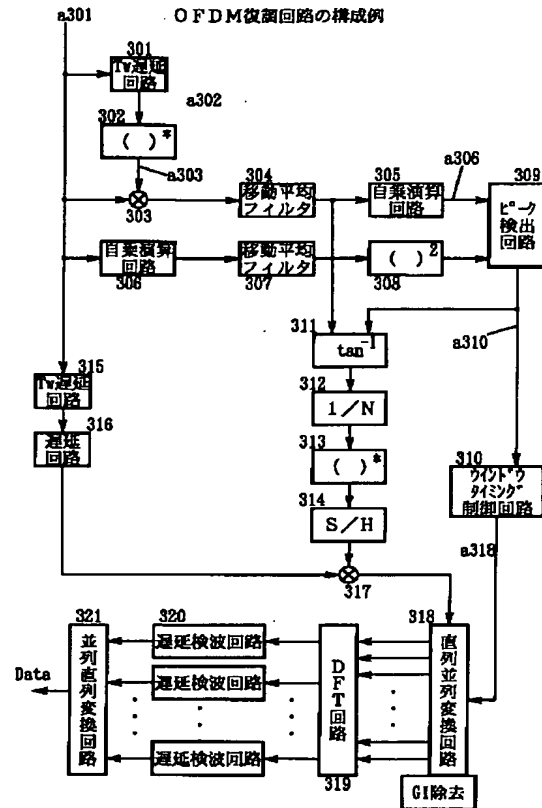 OFDM復調回路の構成例
a301
301
Tw遅延
回路
a302
302
( )*
a303
303
304
移動平均
フィルタ
305
自乗演算
回路
a306
309
ピーク
検出
回路
自乗演算
回路
306
移動平均
フィルタ
307
( )2
308
311
tan-1
a310
315
Tw遅延
回路
312
1/N
316
遅延
回路
313
( )*
310
ウインドウ
タイミング
制御回路
314
S/H
a318
317
318
直列並列変換回路
321
並列直列変換回路
320
遅延検波回路
遅延検波回路
遅延検波回路
DFT回路
319
Data
GI除去